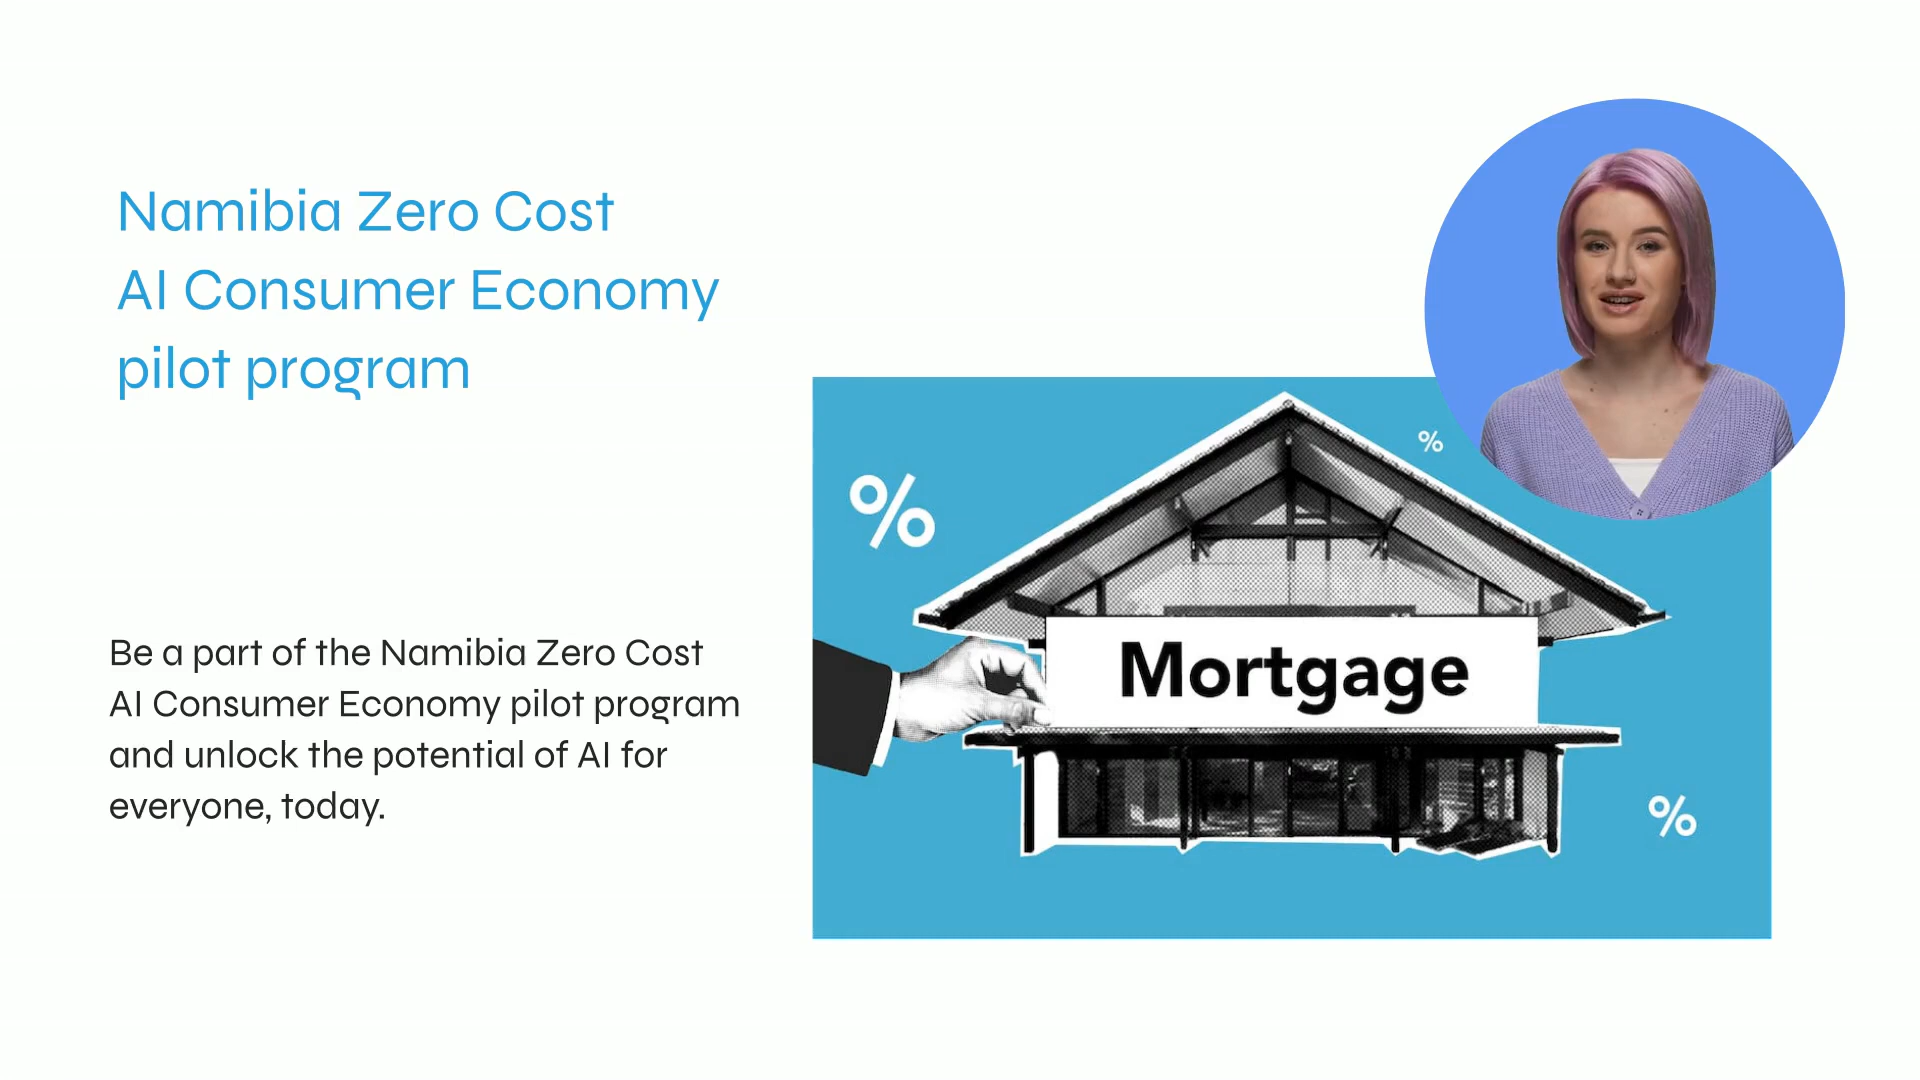 Namibia Zero Cost
AI Consumer Economy
pilot program
Be a part of the Namibia Zero Cost
AI Consumer Economy pilot program
and unlock the potential of AI for
everyone, today.
%
%
Mortgage
%